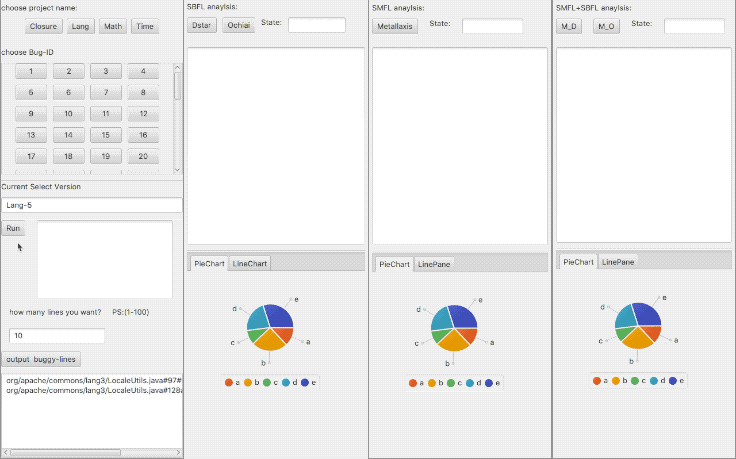 choose project name:
Closure Lang Math Time
choose Bug-ID
1 2 3 4
5 6 7 8
9 10 11 12
13 14 15 16
17 18 19 20
Current Select Version
Lang-5
Run
how many lines you want? PS:(1-100)
10
output buggy-lines
org/apache/commons/lang3/LocaleUtils.java#97#
org/apache/commons/lang3/LocaleUtils.java#128
SBFL anaylsis:
Dstar Ochiai State:
PieChart LineChart
e
d
c
a
b
a b c d e
SMFL anaylsis:
Metallaxis State:
PieChart LinePane
e
d
c
a
b
a b c d e
SMFL+SBFL anaylsis:
M_D M_O State:
PieChart LinePane
e
d
c
a
b
a b c d e